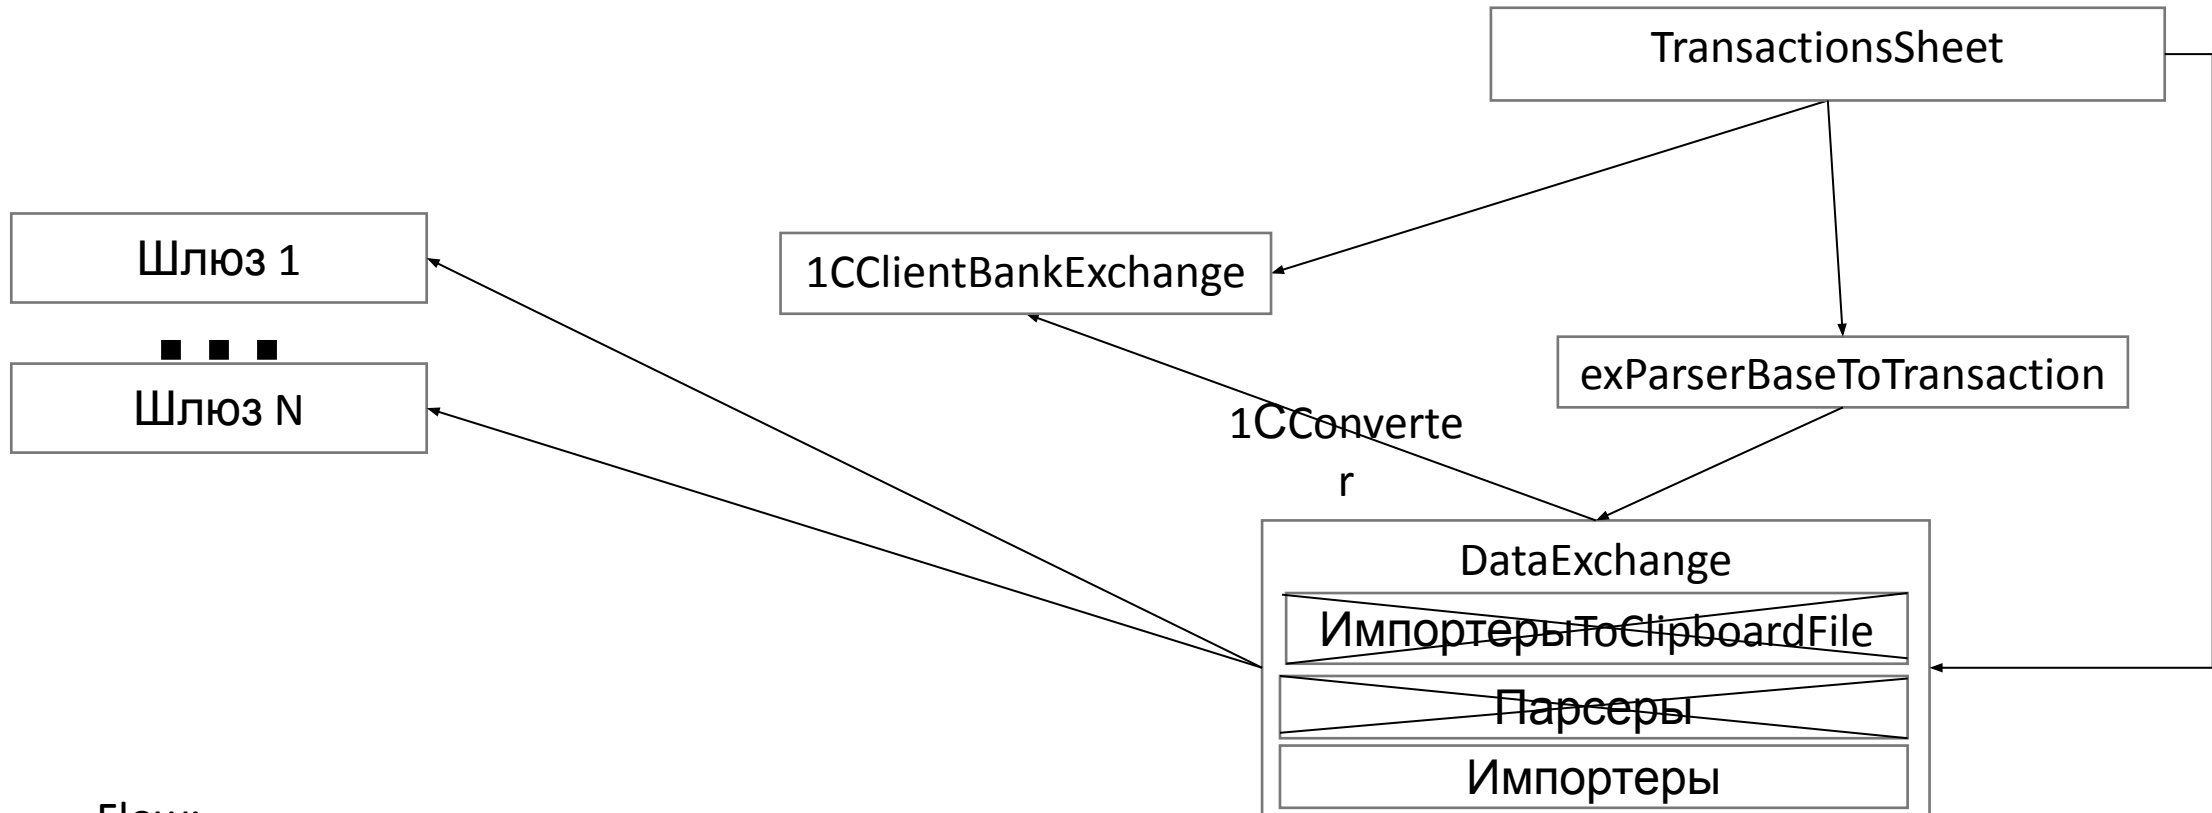 TransactionsSheet
Шлюз 1
1CClientBankExchange
exParserBaseToTransaction
Шлюз N
1CConverte
r
DataExchange
ИмпортерыToClipboardFile
Парсеры
Импортеры